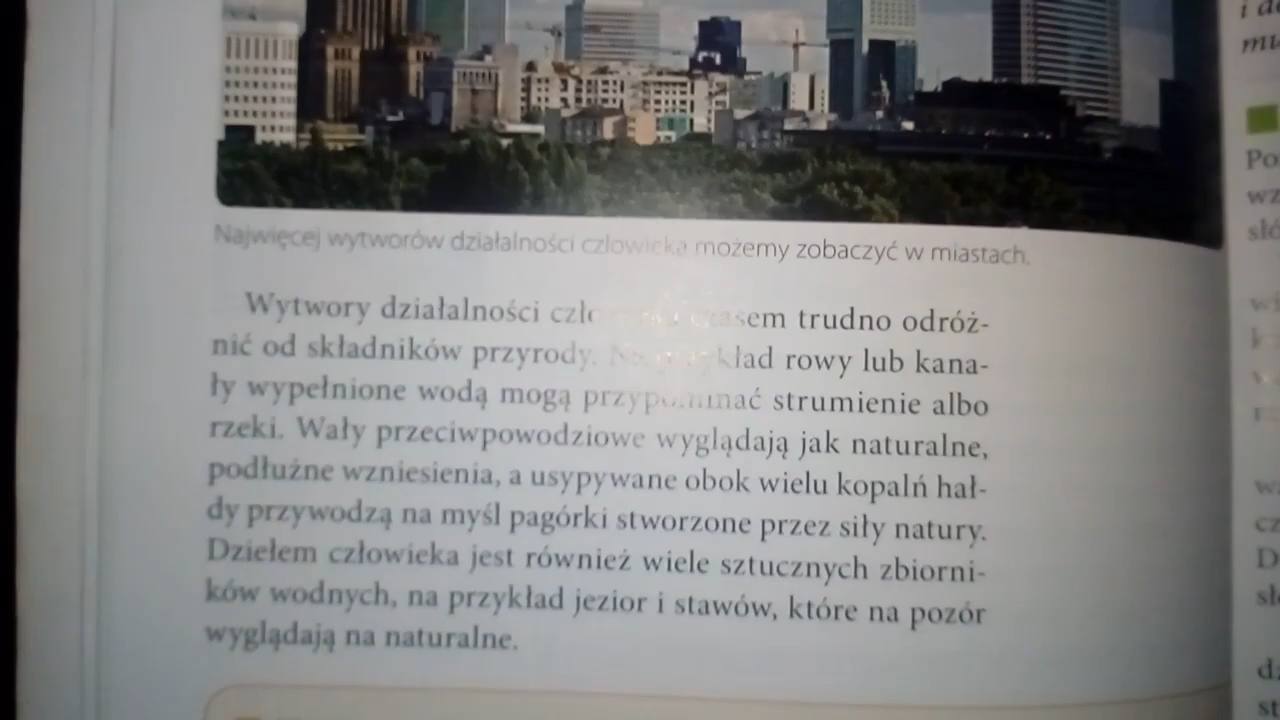 Najwięcej wytworów działalności człowieka możemy zobaczyć w miastach.
Wytwory działalności czasem trudno odróż-
nić od składników przyrody. Na przykład rowy lub kana-
ły wypełnione wodą mogą przypominać strumienie albo
rzeki. Wały przeciwpowodziowe wyglądają jak naturalne,
podłużne wzniesienia, a usypywane obok wielu kopalń hał-
dy przywodzą na myśl pagórki stworzone przez siły natury.
Dziełem człowieka jest również wiele sztucznych zbiorni-
ków wodnych, na przykład jezior i stawów, które na pozór
wyglądają na naturalne.